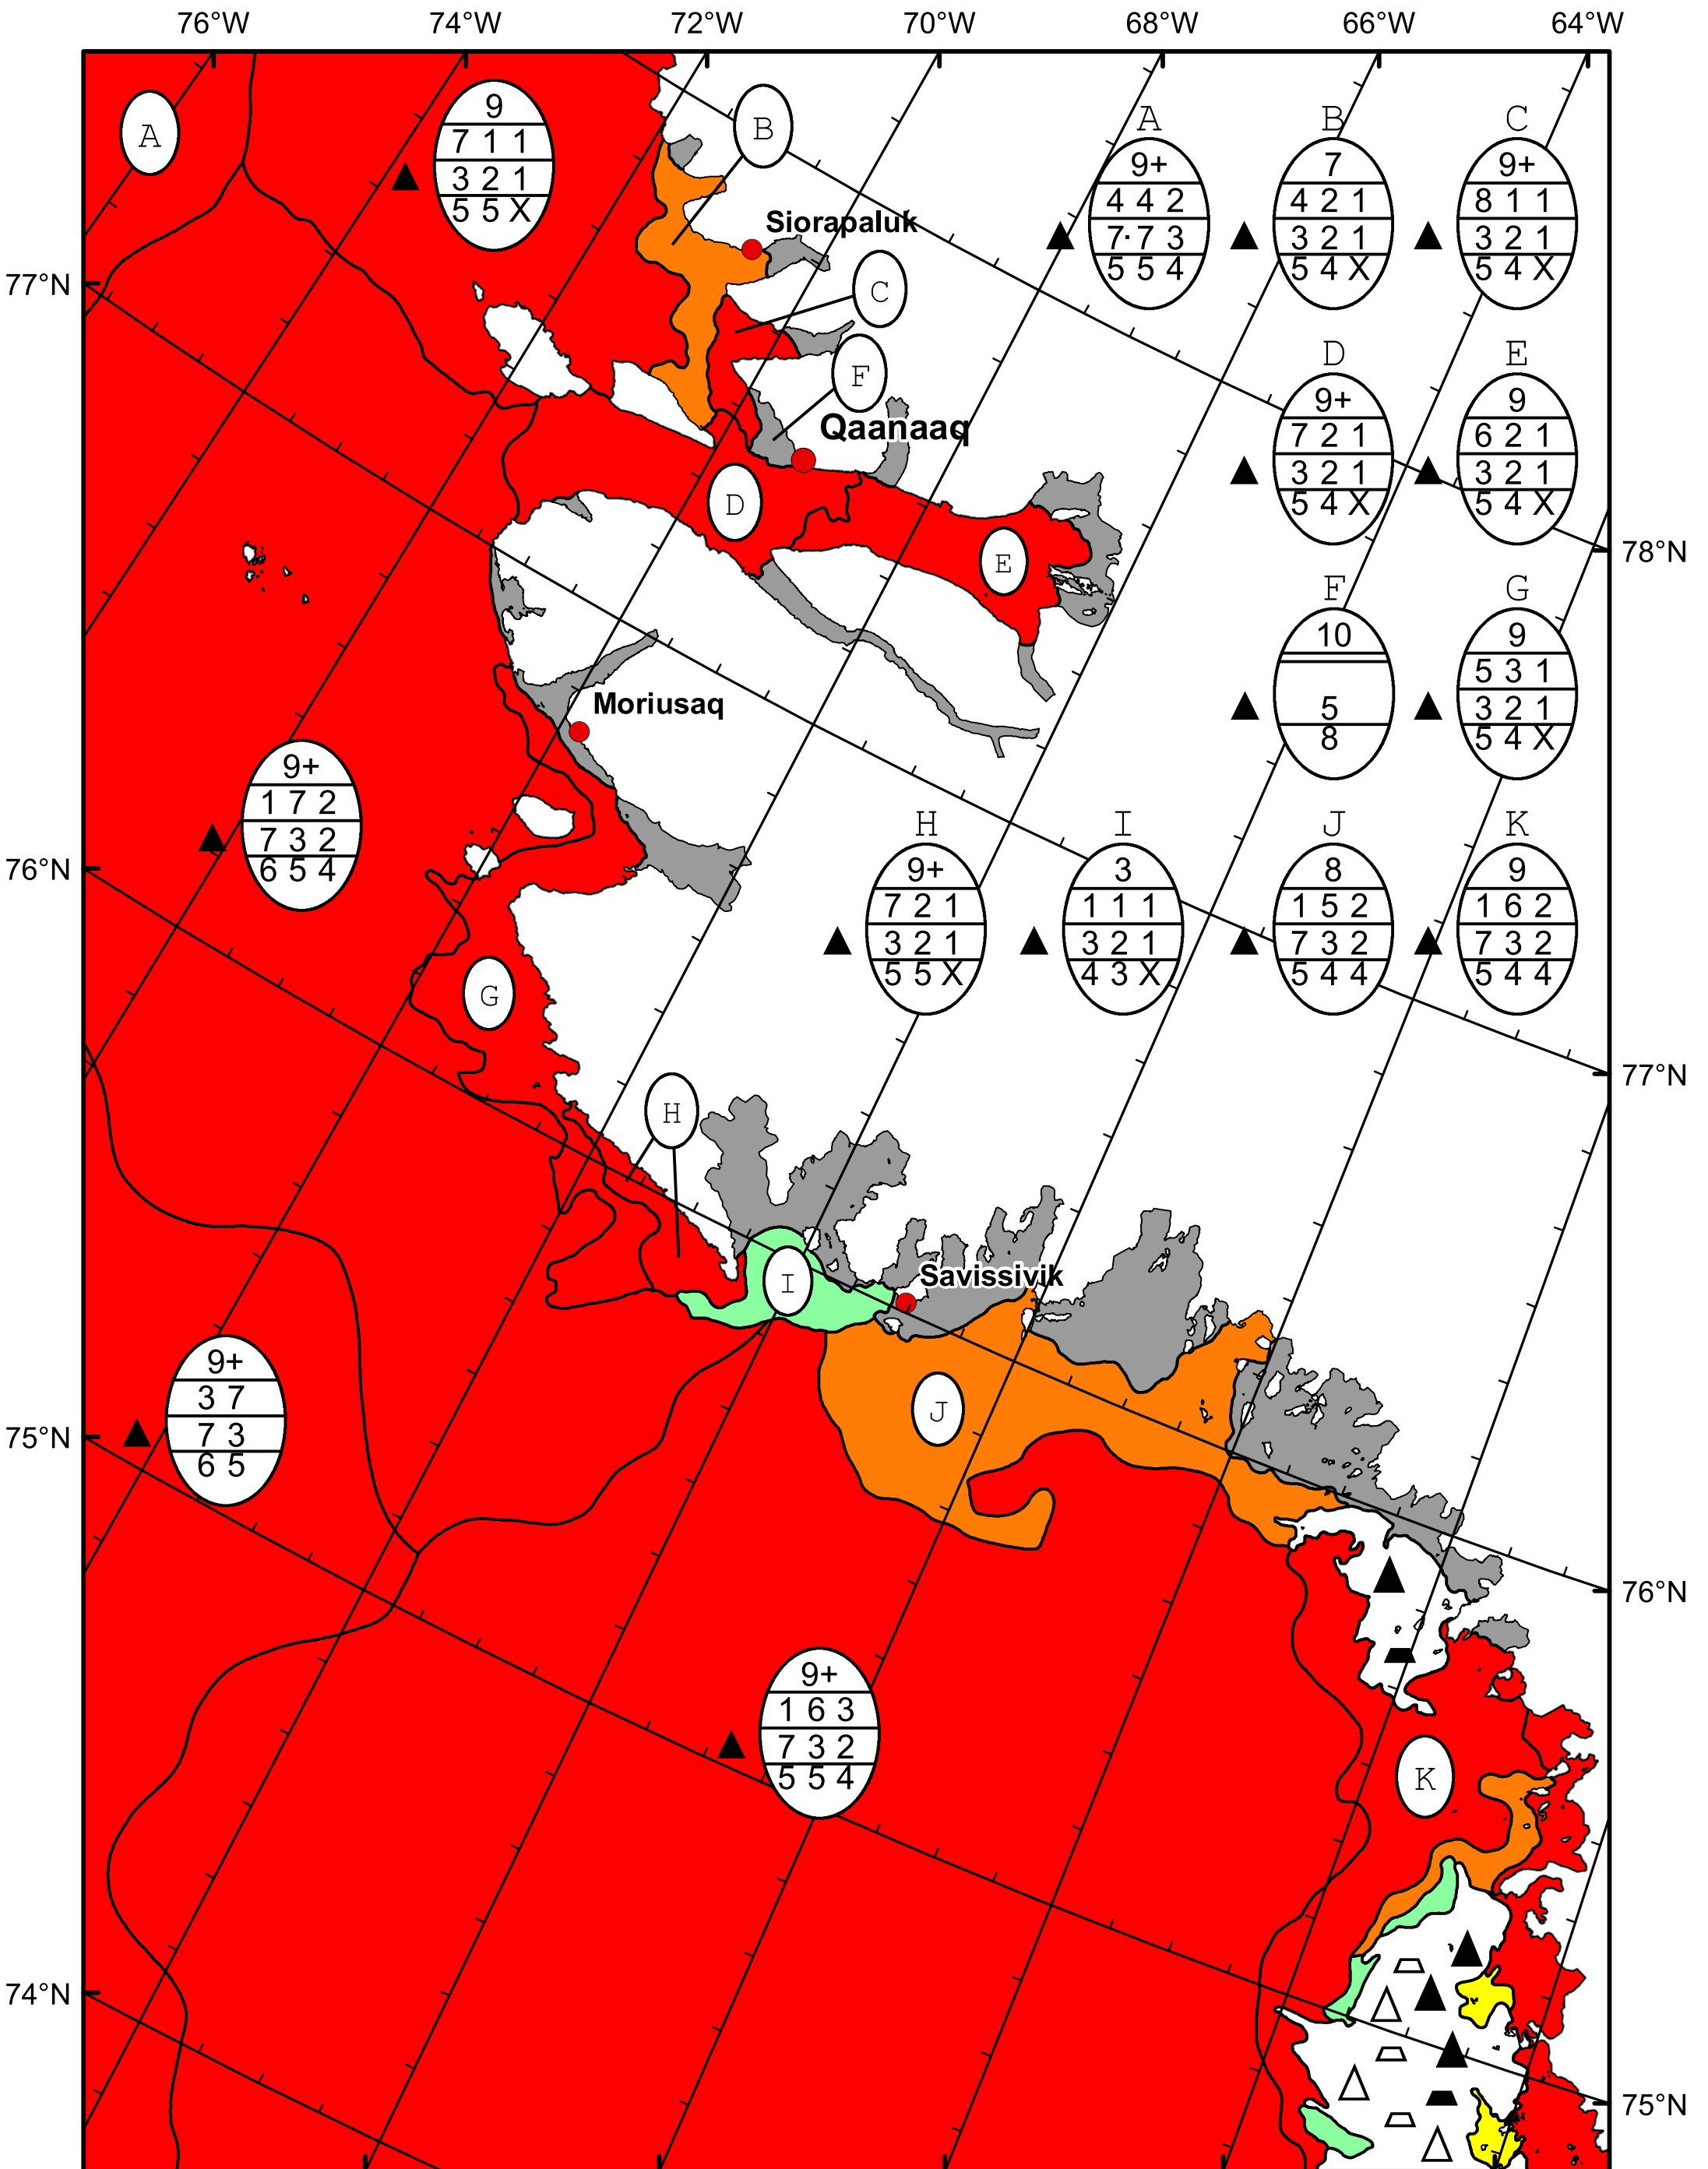 76°W 74°W 72°W 70°W 68°W 66°W 64°W
A
9
7 1 1
3 2 1
5 5 X
B
Siorapaluk
C
F
Qaanaaq
D
E
77°N
A
9+
4 4 2
7· 7 3
5 5 4
B
7
4 2 1
3 2 1
5 4 X
C
9+
8 1 1
3 2 1
5 4 X
D
9+
7 2 1
3 2 1
5 4 X
E
9
6 2 1
3 2 1
5 4 X
78°N
F
10
5
8
G
9
5 3 1
3 2 1
5 4 X
Moriusaq
9+
1 7 2
7 3 2
6 5 4
76°N
H
9+
7 2 1
3 2 1
5 5 X
I
3
1 1 1
3 2 1
4 3 X
J
8
1 5 2
7 3 2
5 4 4
K
9
1 6 2
7 3 2
5 4 4
G
77°N
H
I
Savissivik
9+
3 7
7 3
6 5
75°N
J
76°N
9+
1 6 3
7 3 2
5 5 4
K
74°N
75°N